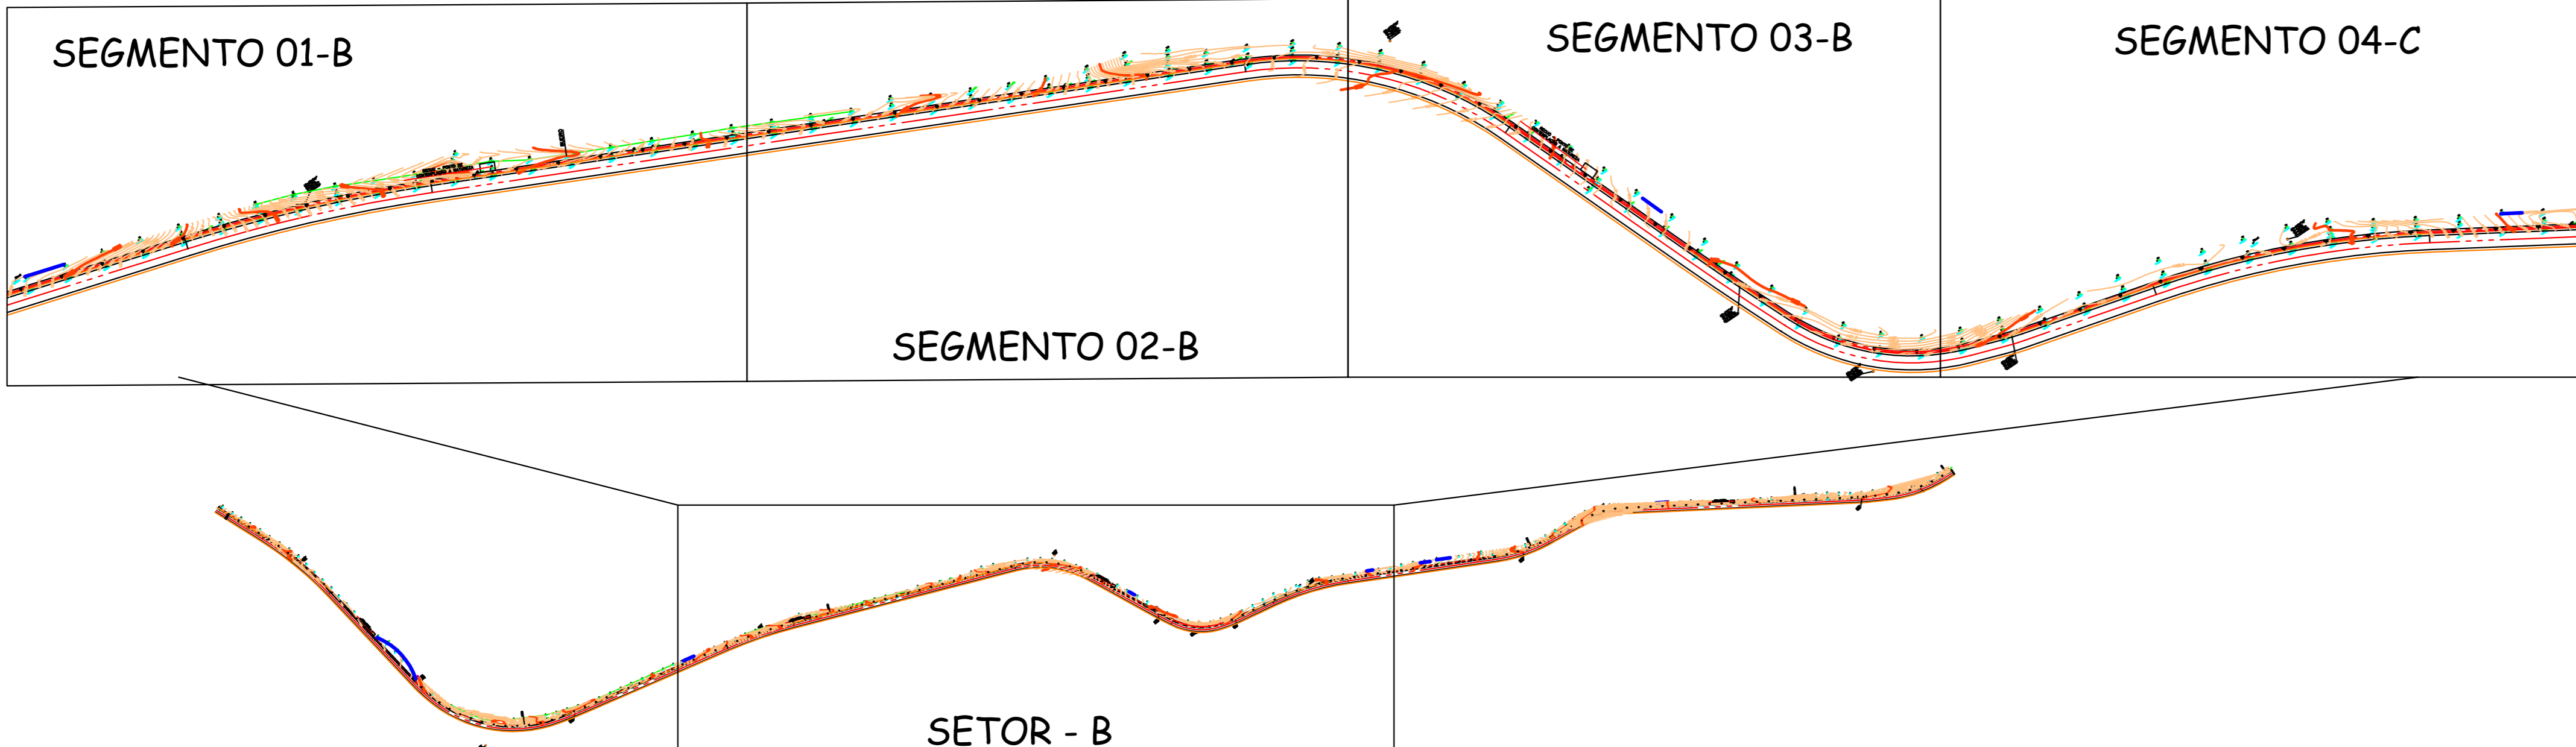 SEGMENTO 01-B
SEGMENTO 02-B
SEGMENTO 03-B
SEGMENTO 04-C
SETOR - B